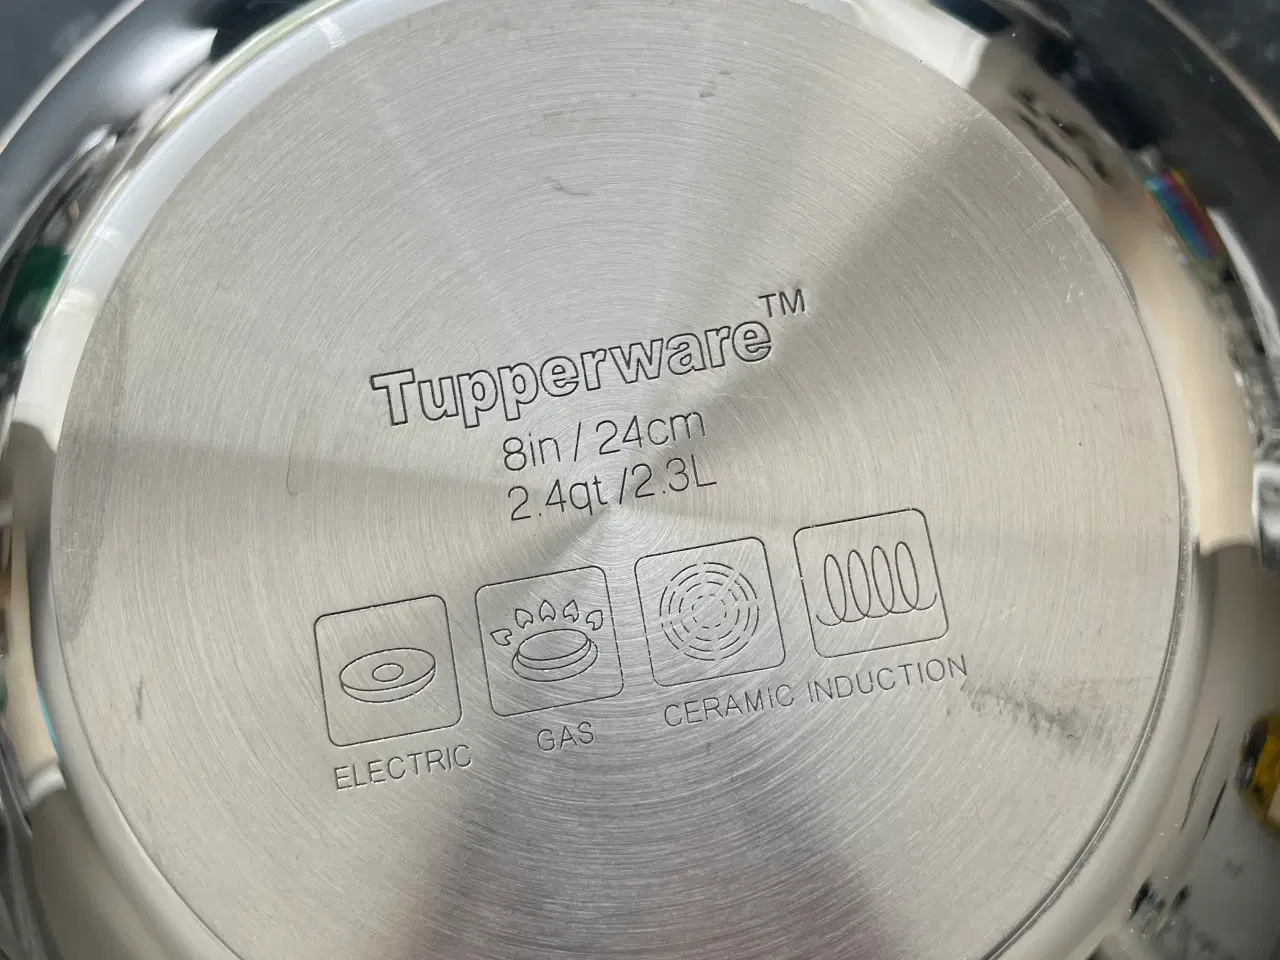 Tupperware™
8in / 24cm
2.4qt /2.3L
ELECTRIC
GAS
CERAMIC
INDUCTION